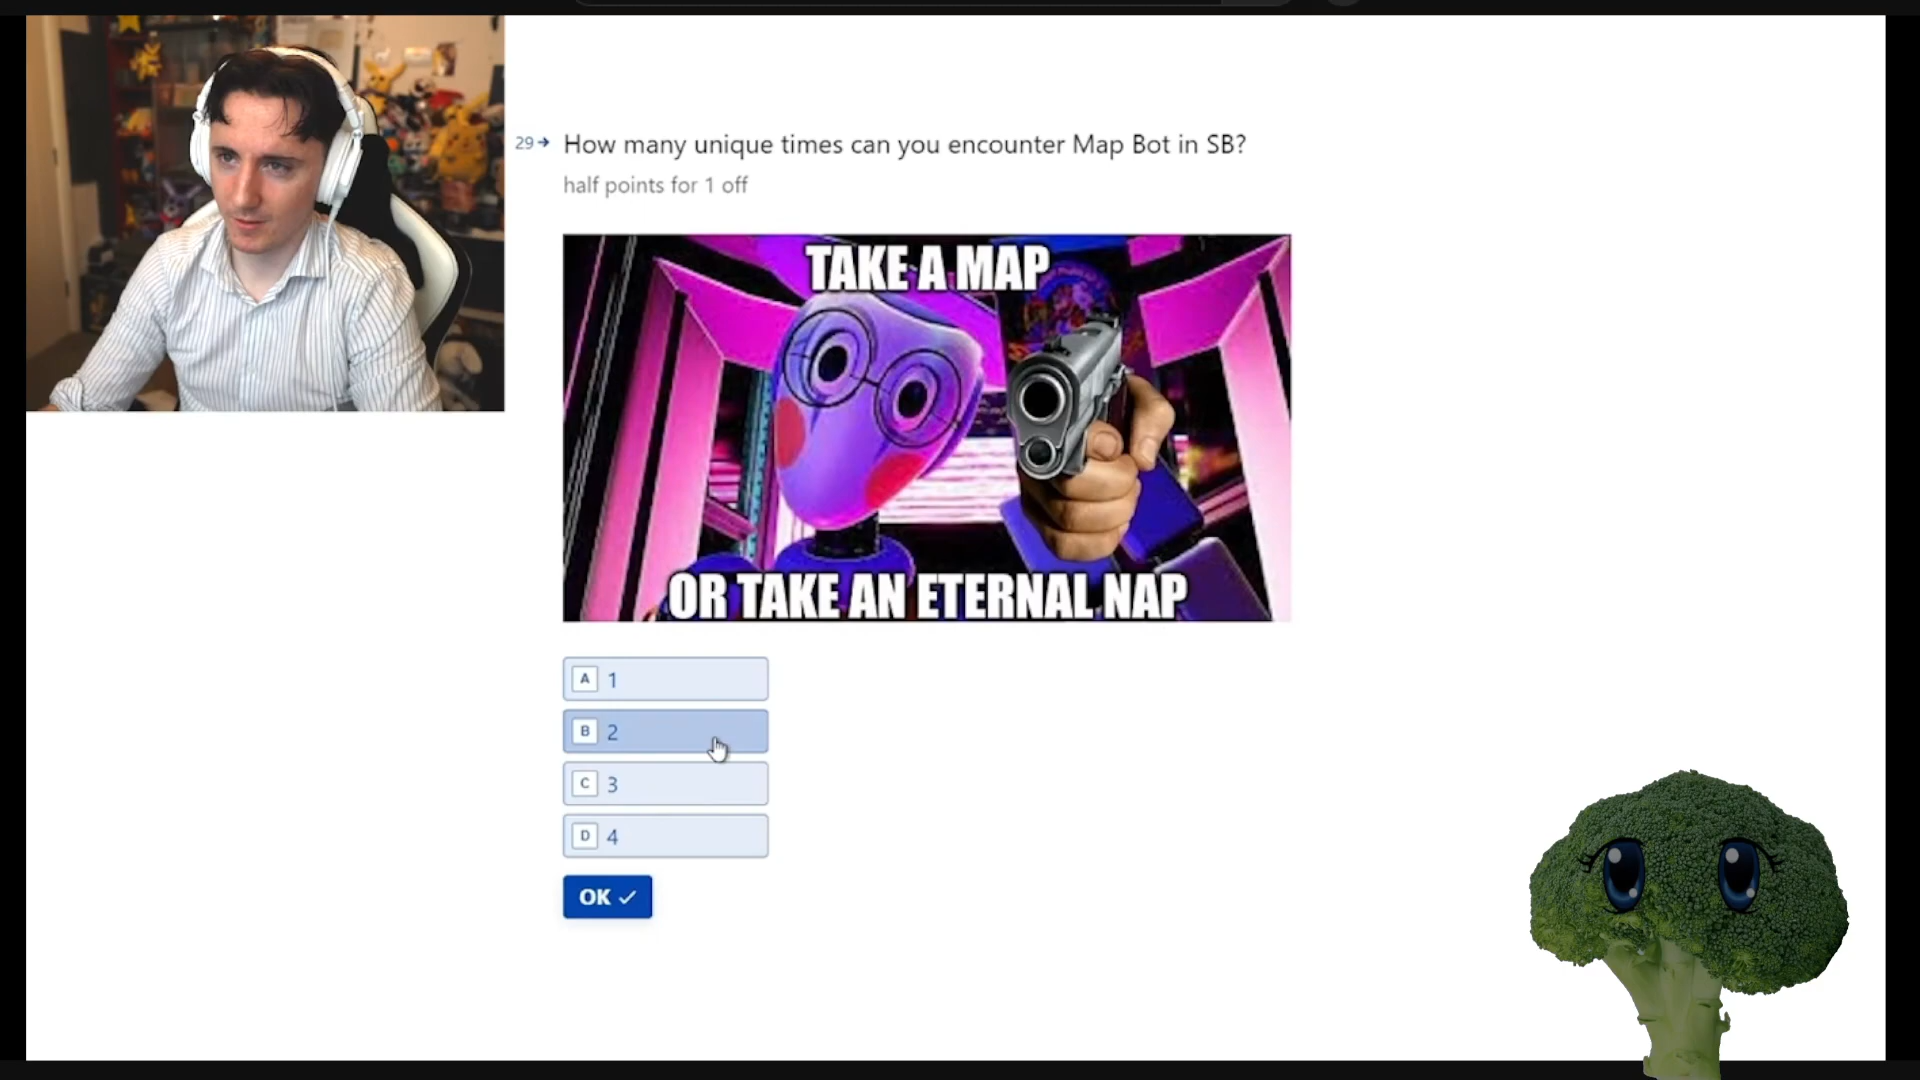 29 How many unique times can you encounter Map Bot in SB?
half points for 1 off
TAKE A MAP
OR TAKE AN ETERNAL NAP
A 1
B 2
C 3
D 4
OK